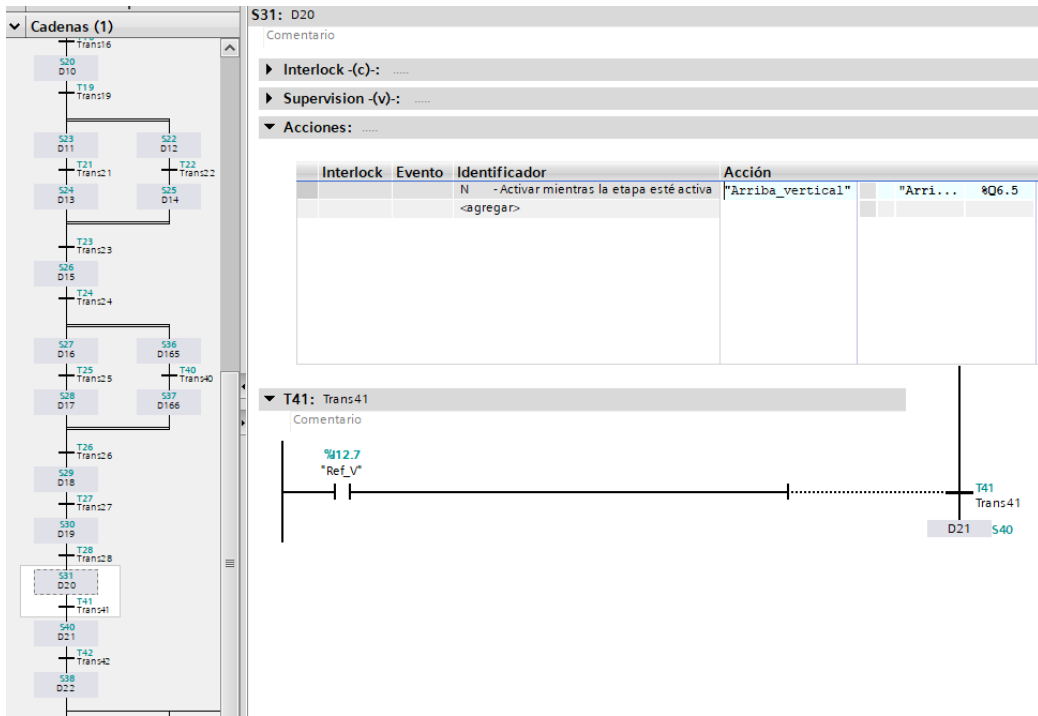 Cadenas (1)
Trans16
S20
D10
T19
Trans19
S23
D11
S22
D12
T21
Trans21
T22
Trans22
S24
D13
S25
D14
T23
Trans23
S26
D15
T24
Trans24
S27
D16
S36
D165
T25
Trans25
T40
Trans40
S28
D17
S37
D166
T26
Trans26
S29
D18
T27
Trans27
S30
D19
T28
Trans28
S31
D20
T41
Trans41
S40
D21
T42
Trans42
S38
D22
S31: D20
Comentario
Interlock -(c)-: .....
Supervision -(v)-: .....
Acciones: .....
Interlock Evento Identificador Acción
N - Activar mientras la etapa esté activa "Arriba_vertical" "Arri... %Q6.5
<agregar>
T41: Trans41
Comentario
%I12.7
"Ref_V"
T41
Trans41
D21 S40